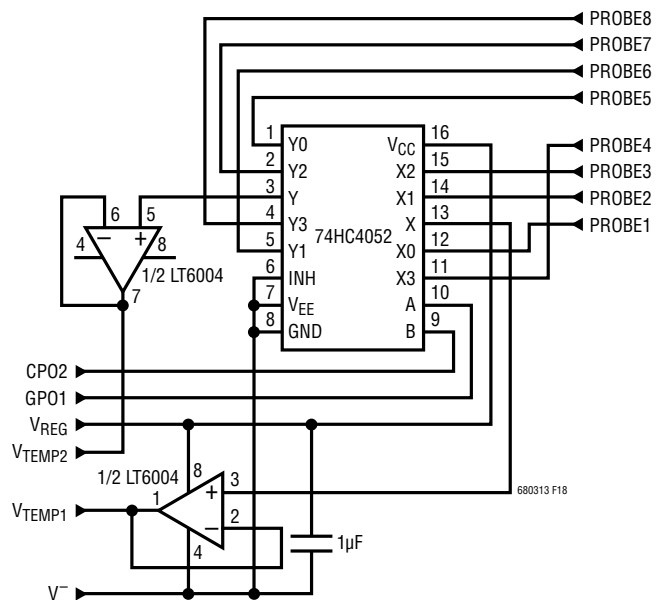 PROBE8
PROBE7
PROBE6
PROBE5
1 Y0 VCC 16 PROBE4
2 Y2 X2 15 PROBE3
3 Y X1 14 PROBE2
4 Y3 74HC4052 X 13 PROBE1
5 Y1 X0 12
6 INH X3 11
7 VEE A 10
8 GND B 9
6 5
4 − + 8
1/2 LT6004
7
CPO2
GPO1
VREG
VTEMP2
1/2 LT6004 8
3
+
680313 F18
VTEMP1 1
− 2
4
1µF
V−